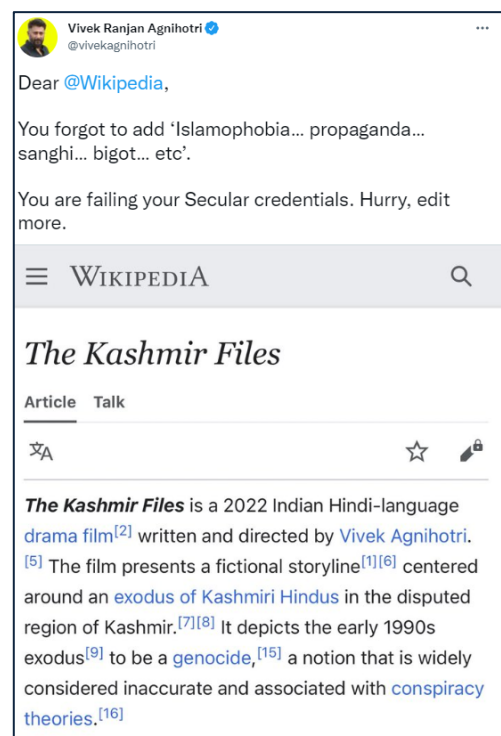 Vivek Ranjan Agnihotri
@vivekagnihotri
Dear @Wikipedia,
You forgot to add ‘Islamophobia... propaganda...
sanghi... bigot... etc’.
You are failing your Secular credentials. Hurry, edit
more.
WIKIPEDIA
The Kashmir Files
Article Talk
The Kashmir Files is a 2022 Indian Hindi-language
drama film[2] written and directed by Vivek Agnihotri.
[5] The film presents a fictional storyline[1][6] centered
around an exodus of Kashmiri Hindus in the disputed
region of Kashmir.[7][8] It depicts the early 1990s
exodus[9] to be a genocide,[15] a notion that is widely
considered inaccurate and associated with conspiracy
theories.[16]